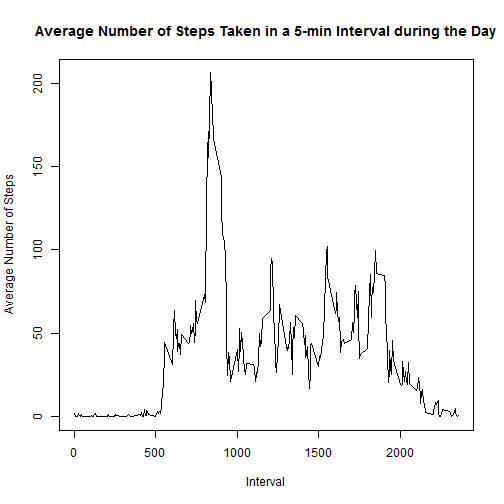 Average Number of Steps Taken in a 5-min Interval during the Day
Average Number of Steps
200
150
100
50
0
0 500 1000 1500 2000
Interval